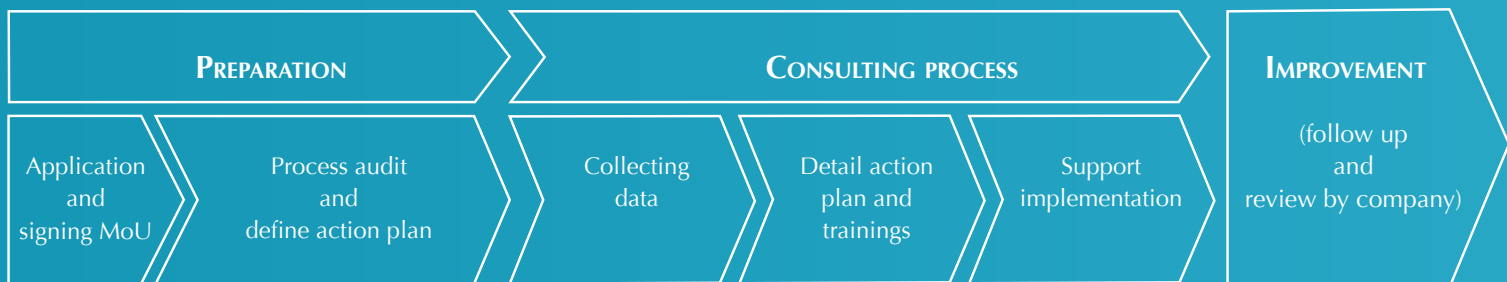 PREPARATION
CONSULTING PROCESS
IMPROVEMENT
Application
and
signing MoU
Process audit
and
define action plan
Collecting
data
Detail action
plan and
trainings
Support
implementation
(follow up
and
review by company)